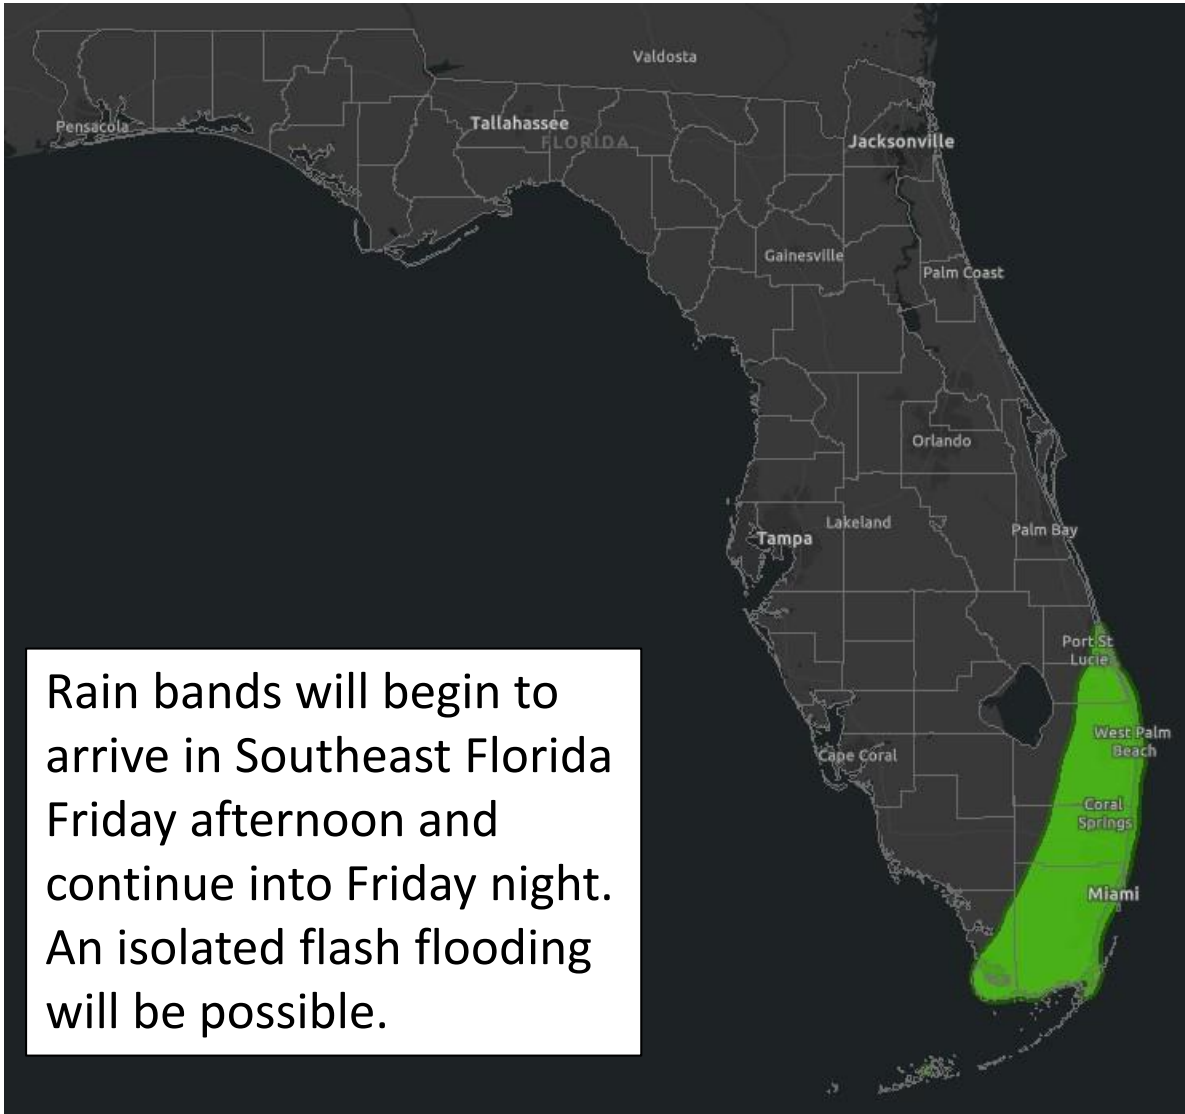 Valdosta
Pensacola
Tallahassee
FLORIDA
Jacksonville
Gainesville
Palm Coast
Orlando
Lakeland
Tampa
Palm Bay
Port St
Lucie
West Palm
Beach
Cape Coral
Coral
Springs
Miami
Rain bands will begin to
arrive in Southeast Florida
Friday afternoon and
continue into Friday night.
An isolated flash flooding
will be possible.